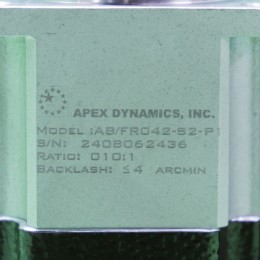 APEX DYNAMICS, INC.
Model :AB/FR042-S2-P1
S/N: 2408062436
Ratio: 010:1
Backlash: ≤4 arcmin